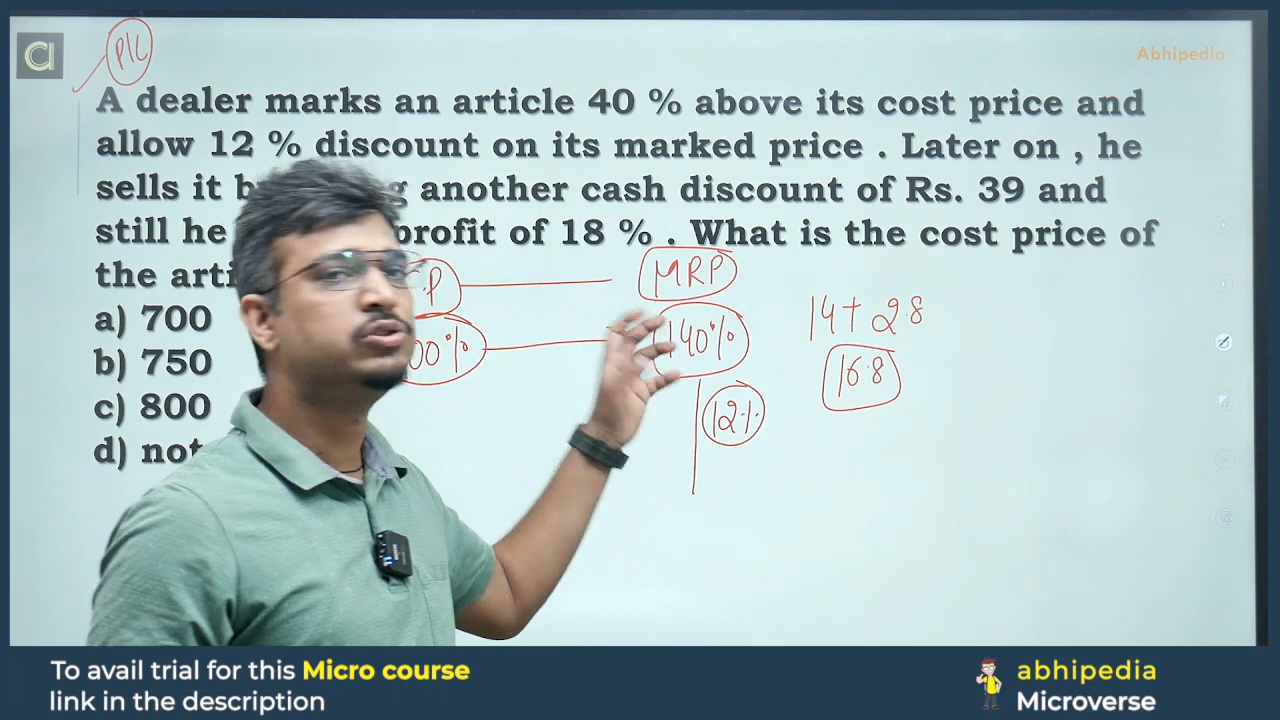 P/L
Abhipedia
A dealer marks an article 40 % above its cost price and
allow 12 % discount on its marked price . Later on , he
sells it another cash discount of Rs. 39 and
still he profit of 18 % . What is the cost price of
the
a) 700
b) 750
c) 800
d) not
MRP
140%
12%
14+ 2.8
16.8
To avail trial for this Micro course
link in the description
abhipedia
Microverse